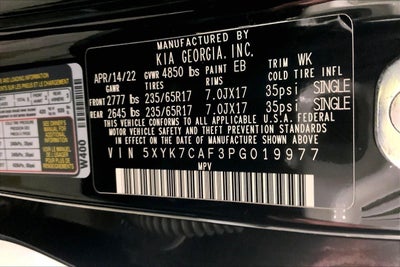 MANUFACTURED BY
KIA GEORGIA, INC.
APR/14/22 GVWR 4850 lbs PAINT EB TRIM WK
GAWR TIRES RIMS COLD TIRE INFL
FRONT 2777 lbs 235/65R17 7.0JX17 35psi SINGLE
REAR 2645 lbs 235/65R17 7.0JX17 35psi SINGLE
THIS VEHICLE CONFORMS TO ALL APPLICABLE U.S.A. FEDERAL
MOTOR VEHICLE SAFETY, BUMPER, AND THEFT PREVENTION STANDARDS
IN EFFECT ON THE DATE OF MANUFACTURE SHOWN ABOVE.
VIN 5XYK7CAF3PG019977
MPV